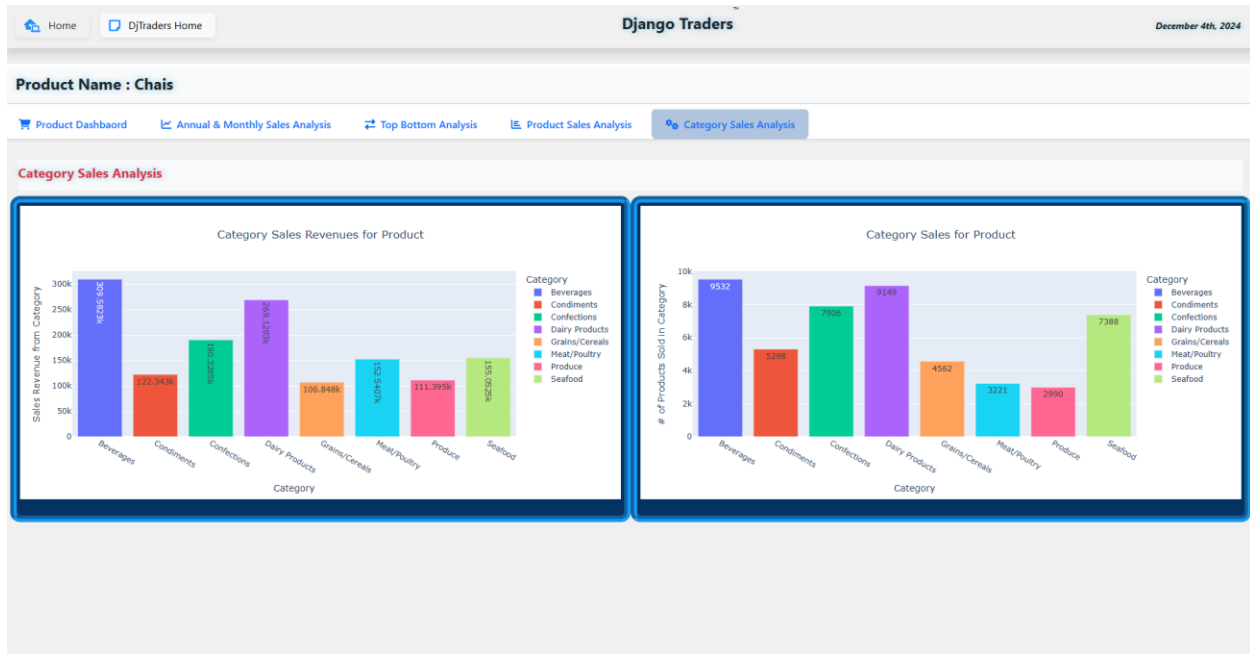 Home
DjTraders Home
Django Traders
December 4th, 2024
Product Name : Chais
Product Dashbaord
Annual & Monthly Sales Analysis
Top Bottom Analysis
Product Sales Analysis
Category Sales Analysis
Category Sales Analysis
Category Sales Revenues for Product
Sales Revenue from Category
300k
250k
200k
150k
100k
50k
0
309.5823k
122.343k
190.3295k
269.1283k
106.848k
152.5407k
111.395k
155.0525k
Beverages
Condiments
Confections
Dairy Products
Grains/Cereals
Meat/Poultry
Produce
Seafood
Category
Category
Beverages
Condiments
Confections
Dairy Products
Grains/Cereals
Meat/Poultry
Produce
Seafood
Category Sales for Product
# of Products Sold in Category
10k
8k
6k
4k
2k
0
9532
5298
7906
9149
4562
3221
2990
7388
Beverages
Condiments
Confections
Dairy Products
Grains/Cereals
Meat/Poultry
Produce
Seafood
Category
Category
Beverages
Condiments
Confections
Dairy Products
Grains/Cereals
Meat/Poultry
Produce
Seafood